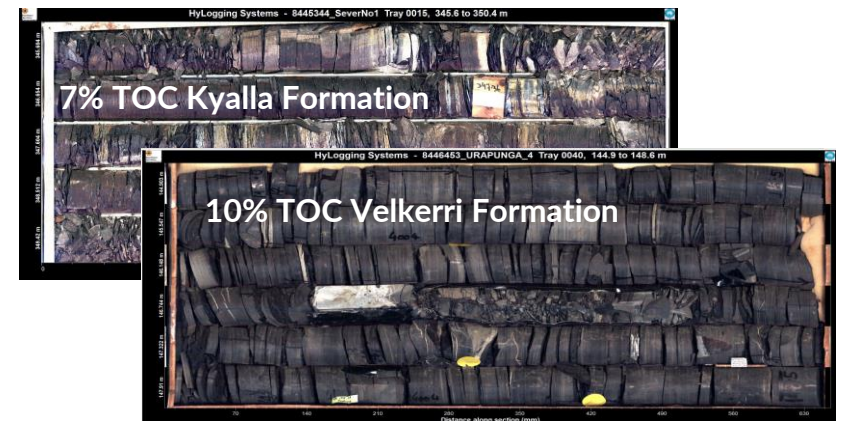 HyLogging Systems - 8445344_SeverNo1 Tray 0015, 345.6 to 350.4 m
7% TOC Kyalla Formation
0
HyLogging Systems - 8446453_URAPUNGA_4 Tray 0040, 144.9 to 148.6 m
10% TOC Velkerri Formation
70 140 210 280 350 420 490 560 630
Distance along section (mm)